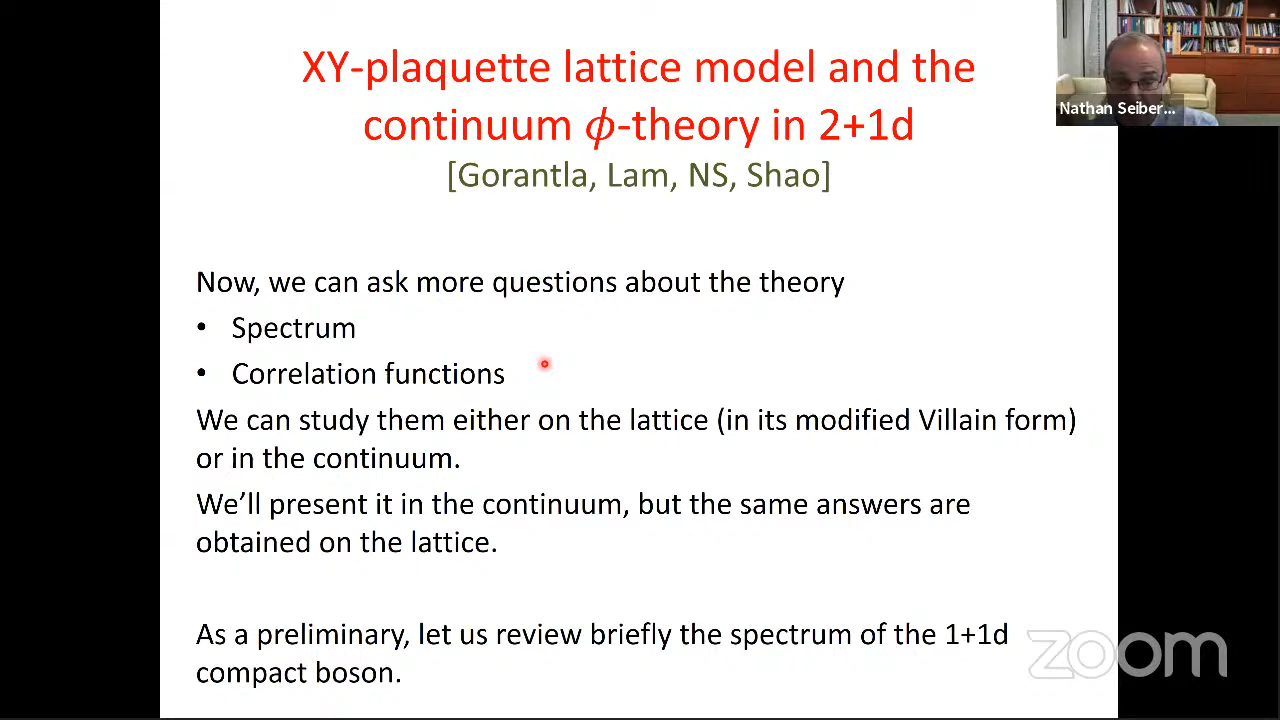 XY-plaquette lattice model and the
continuum ϕ-theory in 2+1d
[Gorantla, Lam, NS, Shao]
Nathan Seiber...
Now, we can ask more questions about the theory
• Spectrum
• Correlation functions
We can study them either on the lattice (in its modified Villain form)
or in the continuum.
We’ll present it in the continuum, but the same answers are
obtained on the lattice.
As a preliminary, let us review briefly the spectrum of the 1+1d
compact boson.
zoom